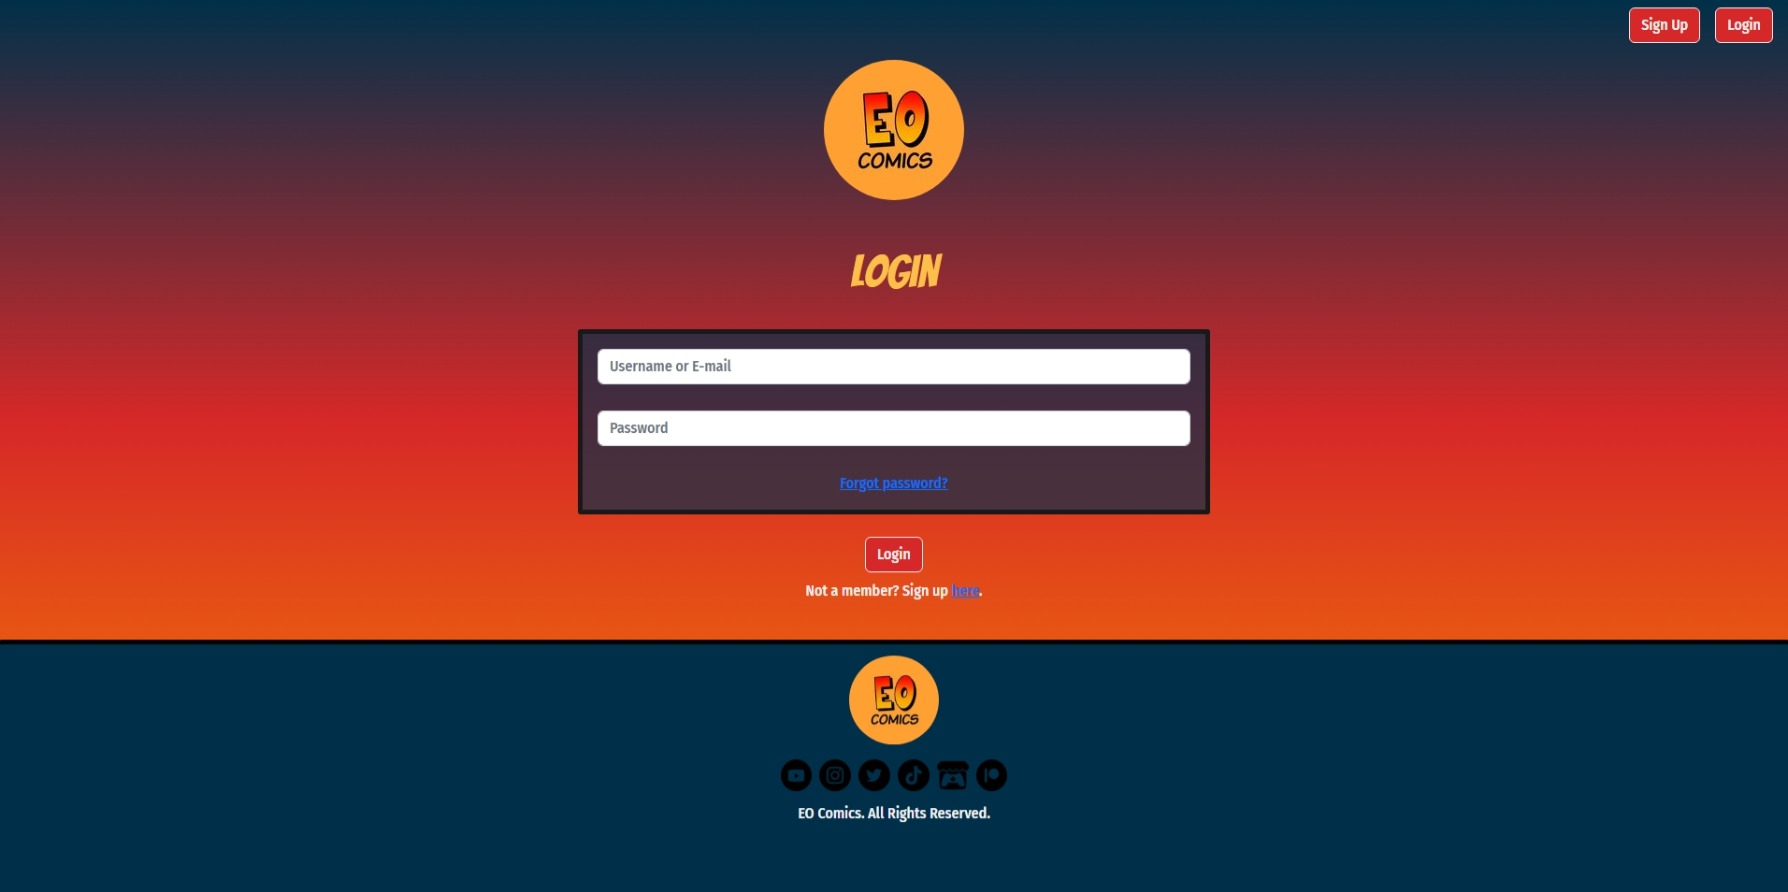 Sign Up
Login
EO
COMICS
LOGIN
Username or E-mail
Password
Forgot password?
Login
Not a member? Sign up here.
EO
COMICS
EO Comics. All Rights Reserved.